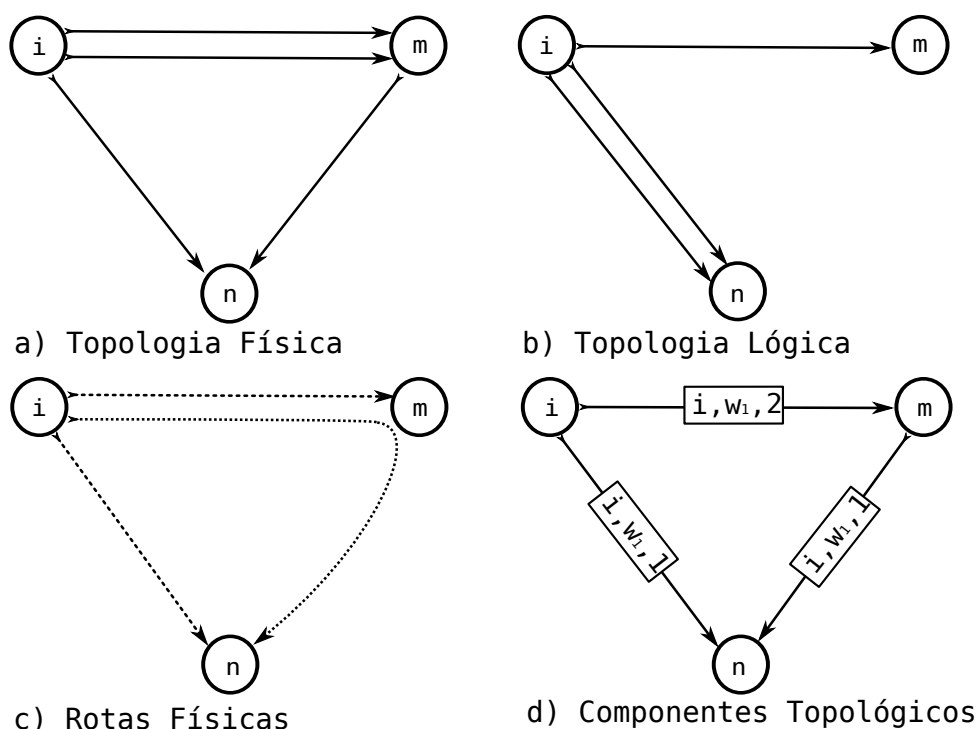 i m
n
a) Topologia Física
i m
n
b) Topologia Lógica
i m
n
c) Rotas Físicas
i i,w₁,2 m
i,w₁,1 i,w₁,1
n
d) Componentes Topológicos